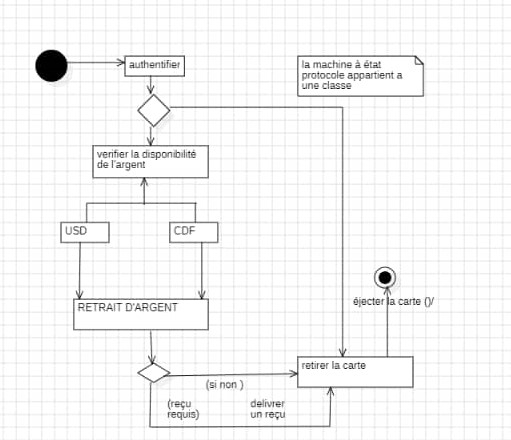 authentifier
la machine à état
protocole appartient a
une classe
verifier la disponibilité
de l'argent
USD
CDF
éjecter la carte ()/
RETRAIT D'ARGENT
retirer la carte
(si non )
(reçu
requis)
delivrer
un reçu